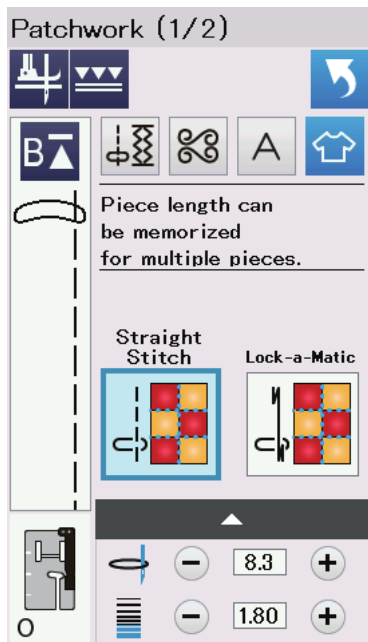 Patchwork (1/2)
B
A
Piece length can
be memorized
for multiple pieces.
Straight
Stitch
Lock-a-Matic
8.3
1.80
O